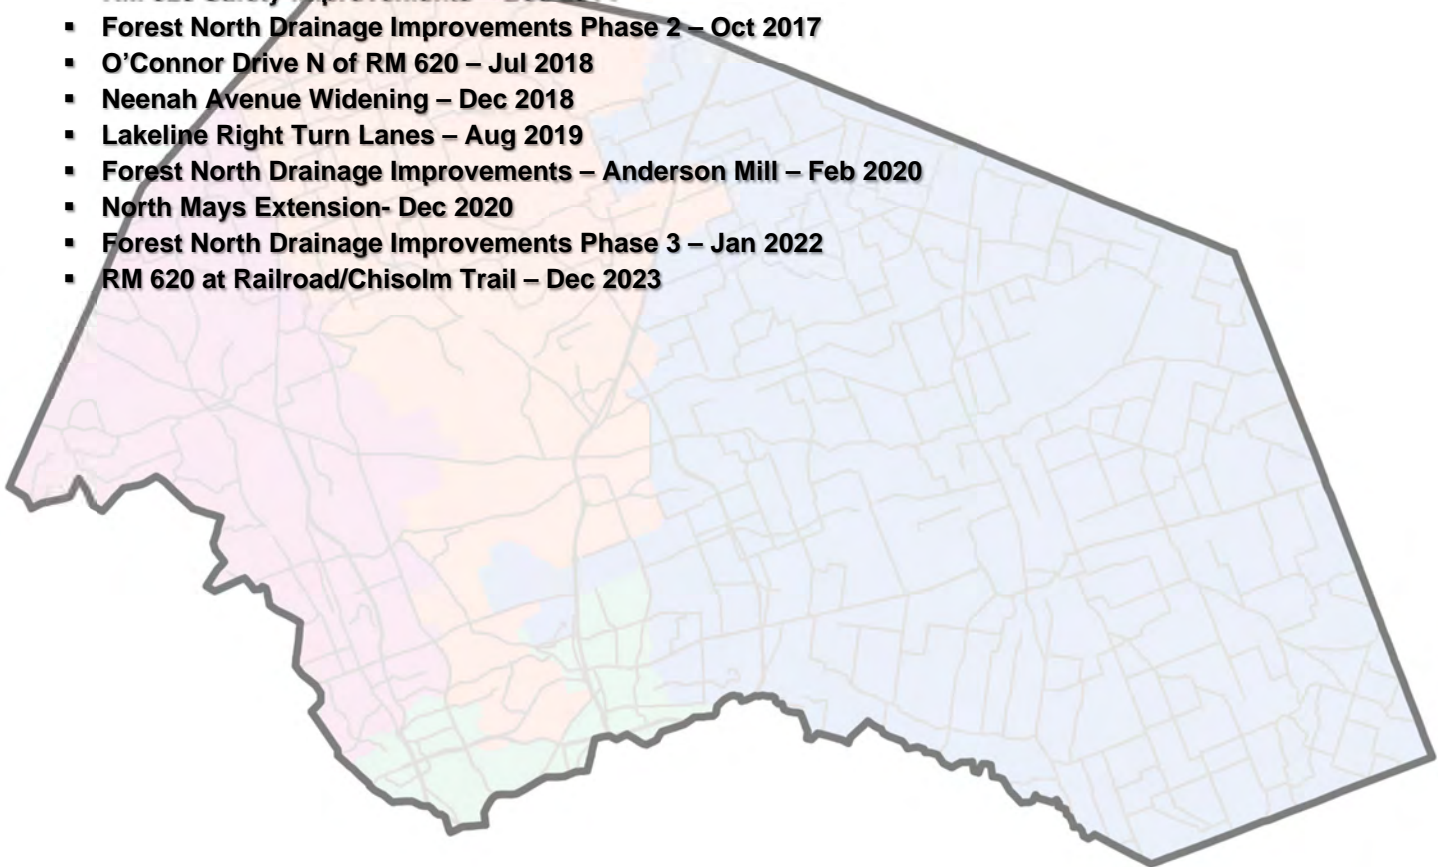 ▪ Forest North Drainage Improvements Phase 2 – Oct 2017
▪ O’Connor Drive N of RM 620 – Jul 2018
▪ Neenah Avenue Widening – Dec 2018
▪ Lakeline Right Turn Lanes – Aug 2019
▪ Forest North Drainage Improvements – Anderson Mill – Feb 2020
▪ North Mays Extension- Dec 2020
▪ Forest North Drainage Improvements Phase 3 – Jan 2022
▪ RM 620 at Railroad/Chisolm Trail – Dec 2023